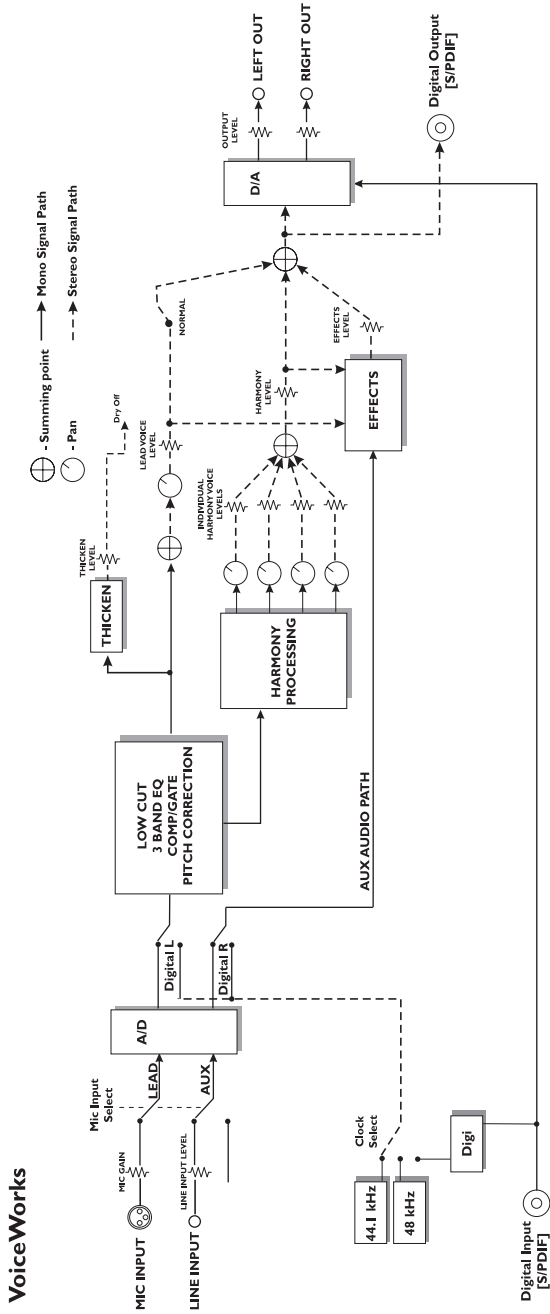 VoiceWorks
MIC INPUT
LINE INPUT
MIC GAIN
LINE INPUT LEVEL
Mic Input
Select
LEAD
AUX
A/D
Digital L
Digital R
LOW CUT
3 BAND EQ
COMP/GATE
PITCH CORRECTION
AUX AUDIO PATH
THICKEN
THICKEN
LEVEL
Dry Off
HARMONY
PROCESSING
INDIVIDUAL
HARMONY VOICE
LEVELS
LEAD VOICE
LEVEL
NORMAL
HARMONY
LEVEL
EFFECTS
EFFECTS
LEVEL
- Summing point
- Pan
Mono Signal Path
Stereo Signal Path
D/A
OUTPUT
LEVEL
LEFT OUT
RIGHT OUT
Digital Output
[S/PDIF]
Clock
Select
44.1 kHz
48 kHz
Digi
Digital Input
[S/PDIF]